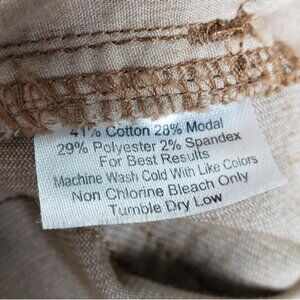 41% Cotton 28% Modal
29% Polyester 2% Spandex
For Best Results
Machine Wash Cold With Like Colors
Non Chlorine Bleach Only
Tumble Dry Low